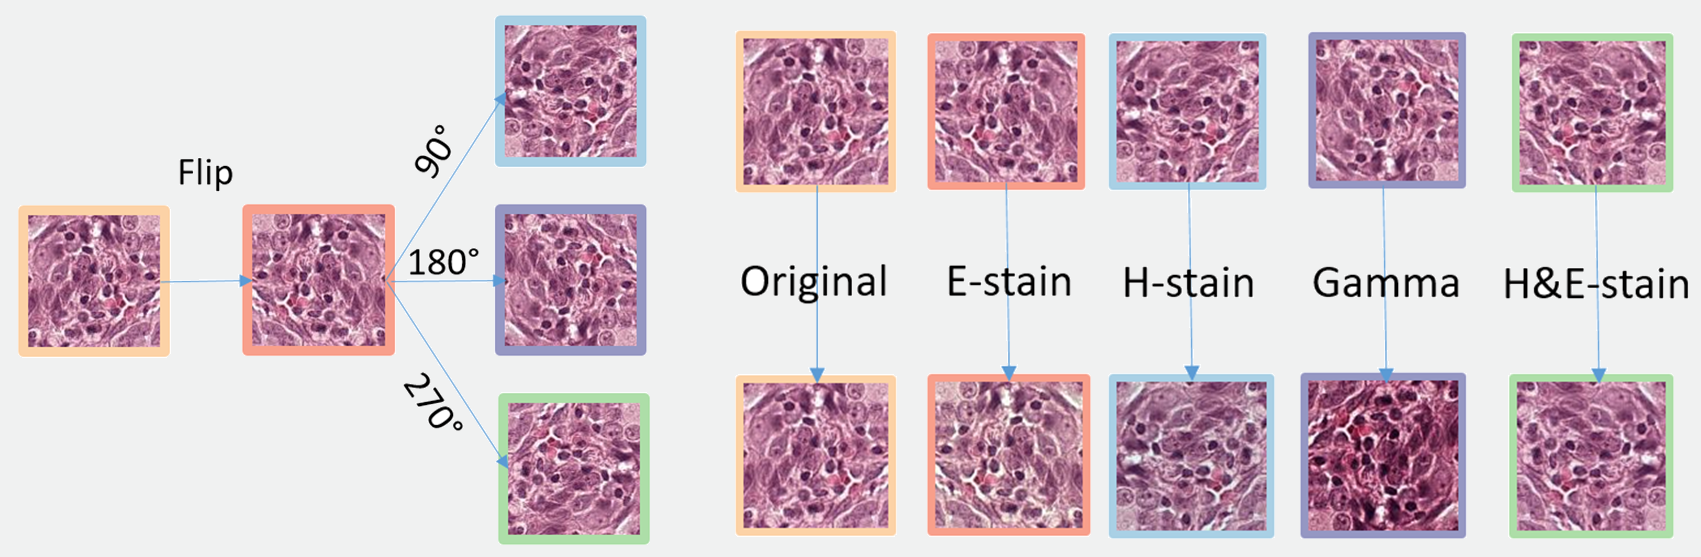 Flip
90°
180°
270°
Original
E-stain
H-stain
Gamma
H&E-stain